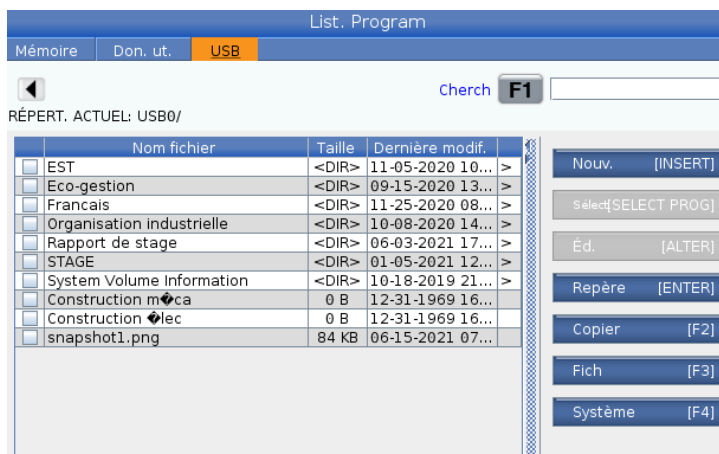 List. Program
Mémoire Don. ut. USB
Cherch F1
RÉPERT. ACTUEL: USB0/
Nom fichier Taille Dernière modif.
EST <DIR> 11-05-2020 10... >
Eco-gestion <DIR> 09-15-2020 13... >
Francais <DIR> 11-25-2020 08... >
Organisation industrielle <DIR> 10-08-2020 14... >
Rapport de stage <DIR> 06-03-2021 17... >
STAGE <DIR> 01-05-2021 12... >
System Volume Information <DIR> 10-18-2019 21... >
Construction m�ca 0 B 12-31-1969 16...
Construction �lec 0 B 12-31-1969 16...
snapshot1.png 84 KB 06-15-2021 07...
Nouv. [INSERT]
Sélect[SELECT PROG]
Éd. [ALTER]
Repère [ENTER]
Copier [F2]
Fich [F3]
Système [F4]